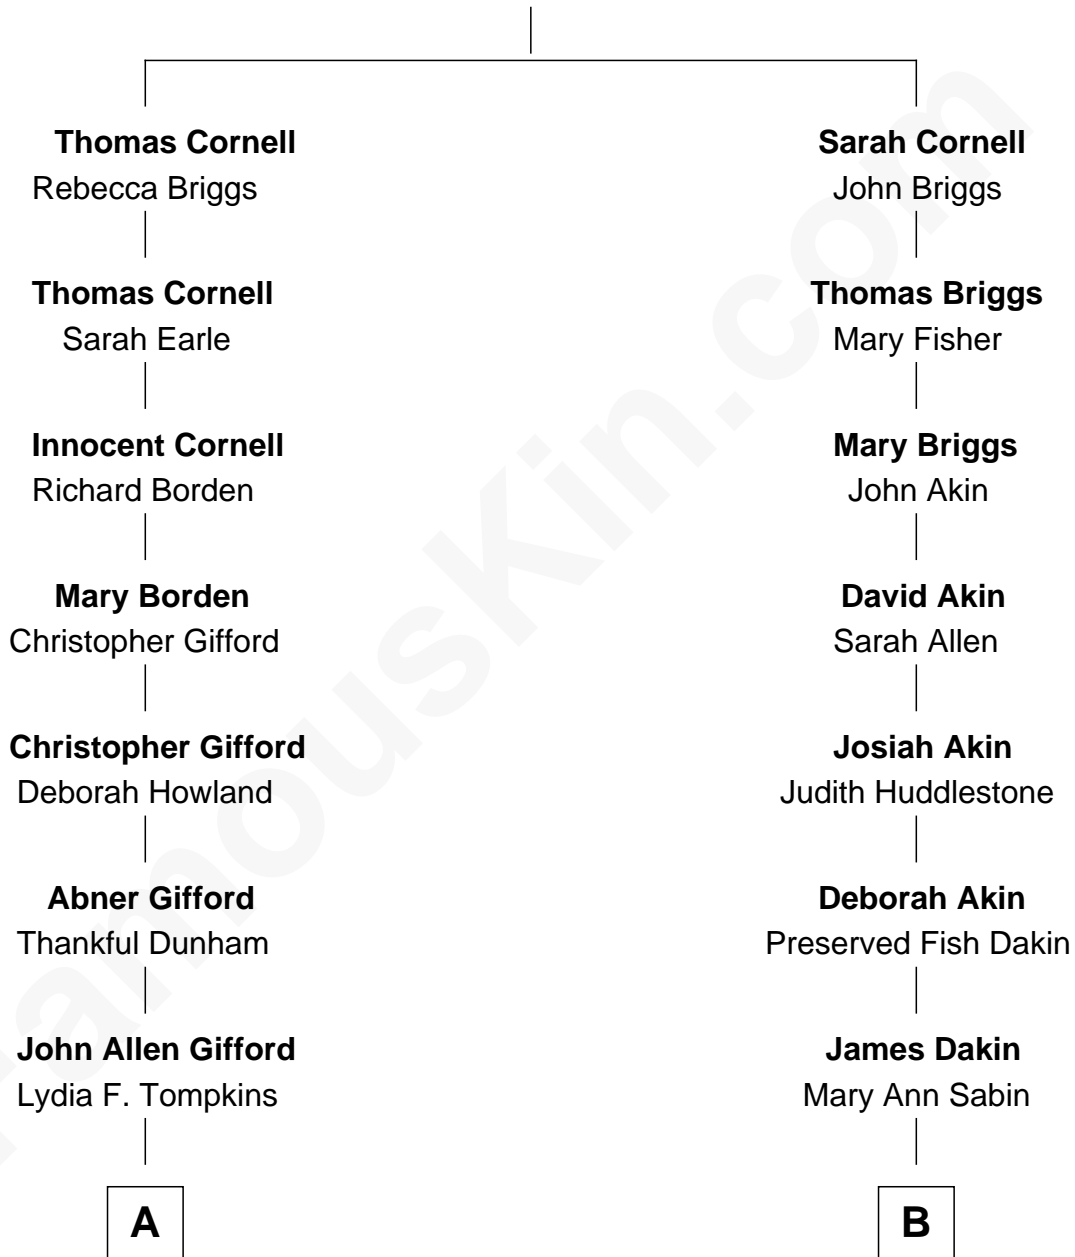 Thomas Cornell
Rebecca Briggs
Thomas Cornell
Sarah Earle
Innocent Cornell
Richard Borden
Mary Borden
Christopher Gifford
Christopher Gifford
Deborah Howland
Abner Gifford
Thankful Dunham
John Allen Gifford
Lydia F. Tompkins
A
Sarah Cornell
John Briggs
Thomas Briggs
Mary Fisher
Mary Briggs
John Akin
David Akin
Sarah Allen
Josiah Akin
Judith Huddlestone
Deborah Akin
Preserved Fish Dakin
James Dakin
Mary Ann Sabin
B
FamousKin.com